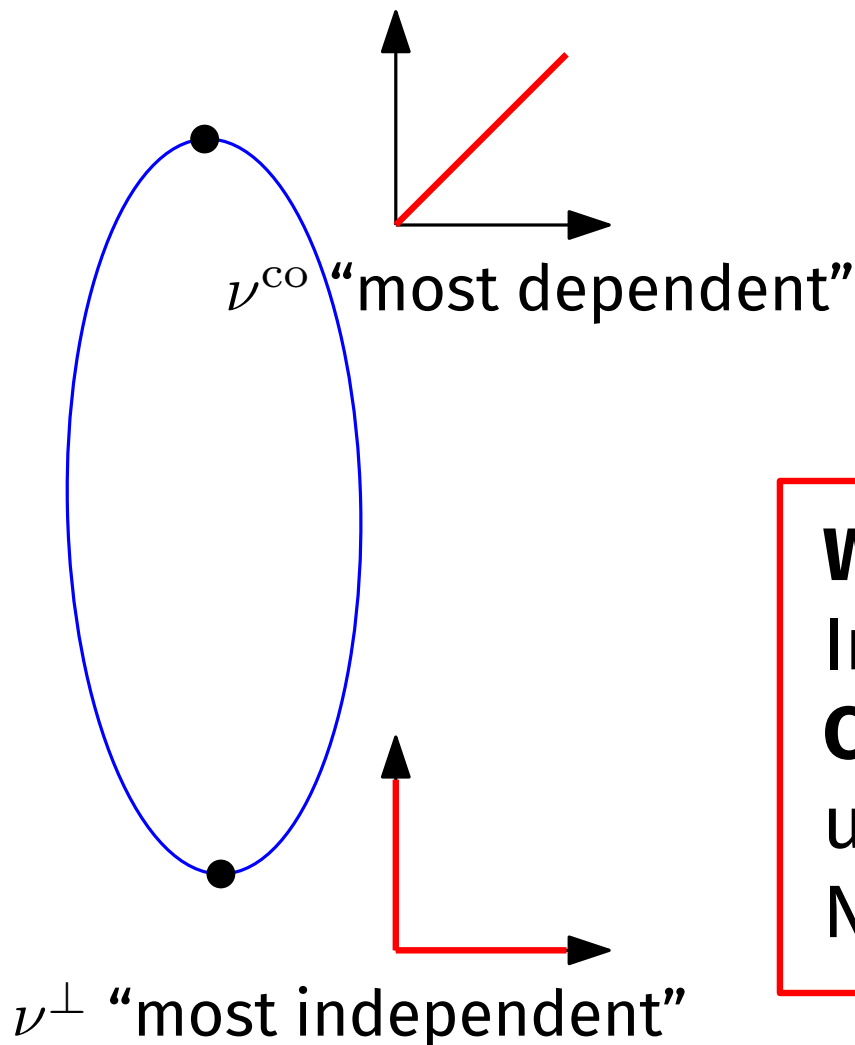 ν^co “most dependent”
ν^⊥ “most independent”